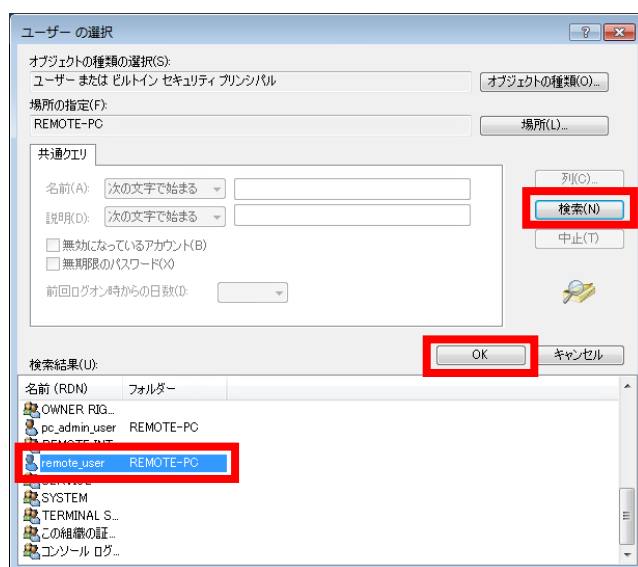 ユーザー の選択
オブジェクトの種類の選択(S):
ユーザー または ビルトイン セキュリティ プリンシパル
オブジェクトの種類(O)...
場所の指定(F):
REMOTE-PC
場所(L)...
共通クエリ
名前(A): 次の文字で始まる
列(C)...
説明(D): 次の文字で始まる
検索(N)
無効になっているアカウント(B)
中止(T)
無期限のパスワード(X)
前回ログオン時からの日数(I):
OK キャンセル
検索結果(U):
名前 (RDN) フォルダー
OWNER RIG...
pc_admin_user REMOTE-PC
REMOTE INT...
remote_user REMOTE-PC
SERVICE
SYSTEM
TERMINAL S...
この組織の証...
コンソール ログ...